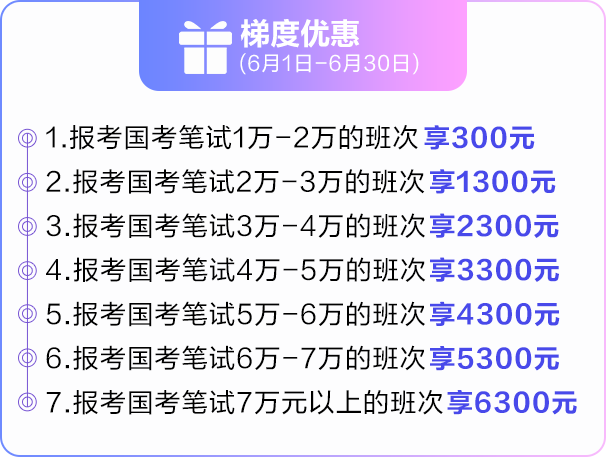 梯度优惠
(6月1日-6月30日)
1.报考国考笔试1万-2万的班次 享300元
2.报考国考笔试2万-3万的班次 享1300元
3.报考国考笔试3万-4万的班次 享2300元
4.报考国考笔试4万-5万的班次 享3300元
5.报考国考笔试5万-6万的班次 享4300元
6.报考国考笔试6万-7万的班次 享5300元
7.报考国考笔试7万元以上的班次 享6300元